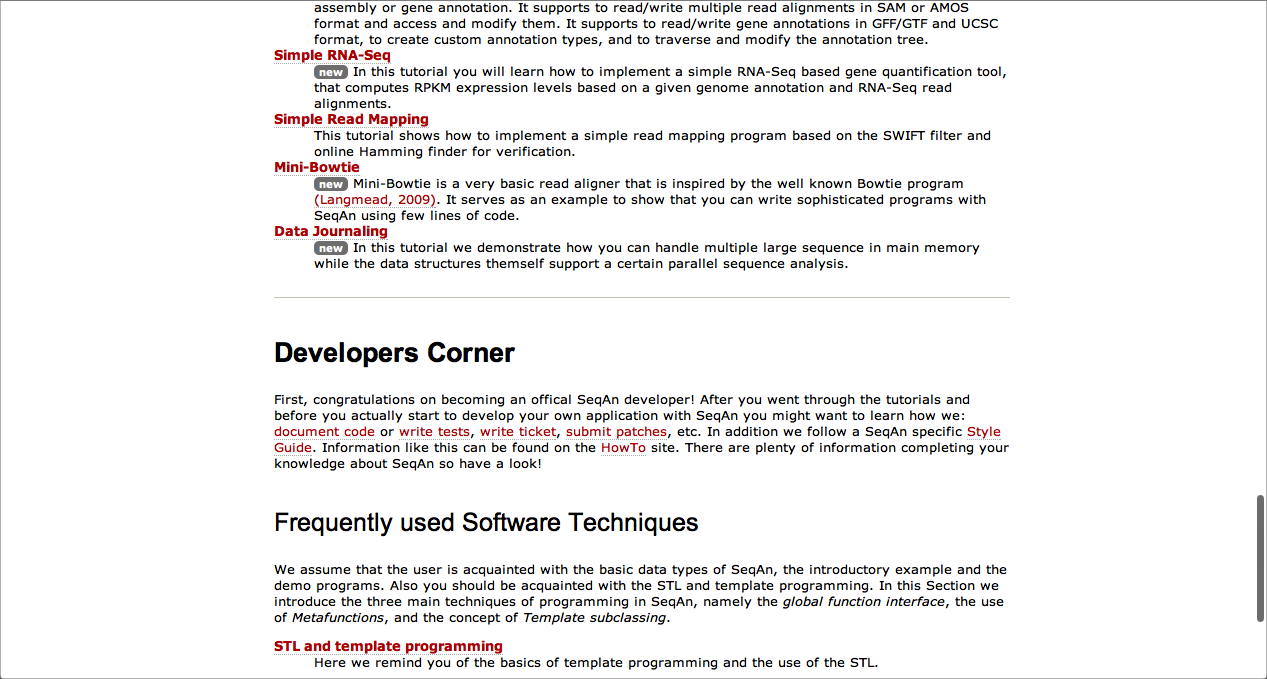 assembly or gene annotation. It supports to read/write multiple read alignments in SAM or AMOS
format and access and modify them. It supports to read/write gene annotations in GFF/GTF and UCSC
format, to create custom annotation types, and to traverse and modify the annotation tree.
Simple RNA-Seq
new In this tutorial you will learn how to implement a simple RNA-Seq based gene quantification tool,
that computes RPKM expression levels based on a given genome annotation and RNA-Seq read
alignments.
Simple Read Mapping
This tutorial shows how to implement a simple read mapping program based on the SWIFT filter and
online Hamming finder for verification.
Mini-Bowtie
new Mini-Bowtie is a very basic read aligner that is inspired by the well known Bowtie program
(Langmead, 2009). It serves as an example to show that you can write sophisticated programs with
SeqAn using few lines of code.
Data Journaling
new In this tutorial we demonstrate how you can handle multiple large sequence in main memory
while the data structures themself support a certain parallel sequence analysis.
Developers Corner
First, congratulations on becoming an offical SeqAn developer! After you went through the tutorials and
before you actually start to develop your own application with SeqAn you might want to learn how we:
document code or write tests, write ticket, submit patches, etc. In addition we follow a SeqAn specific Style
Guide. Information like this can be found on the HowTo site. There are plenty of information completing your
knowledge about SeqAn so have a look!
Frequently used Software Techniques
We assume that the user is acquainted with the basic data types of SeqAn, the introductory example and the
demo programs. Also you should be acquainted with the STL and template programming. In this Section we
introduce the three main techniques of programming in SeqAn, namely the global function interface, the use
of Metafunctions, and the concept of Template subclassing.
STL and template programming
Here we remind you of the basics of template programming and the use of the STL.